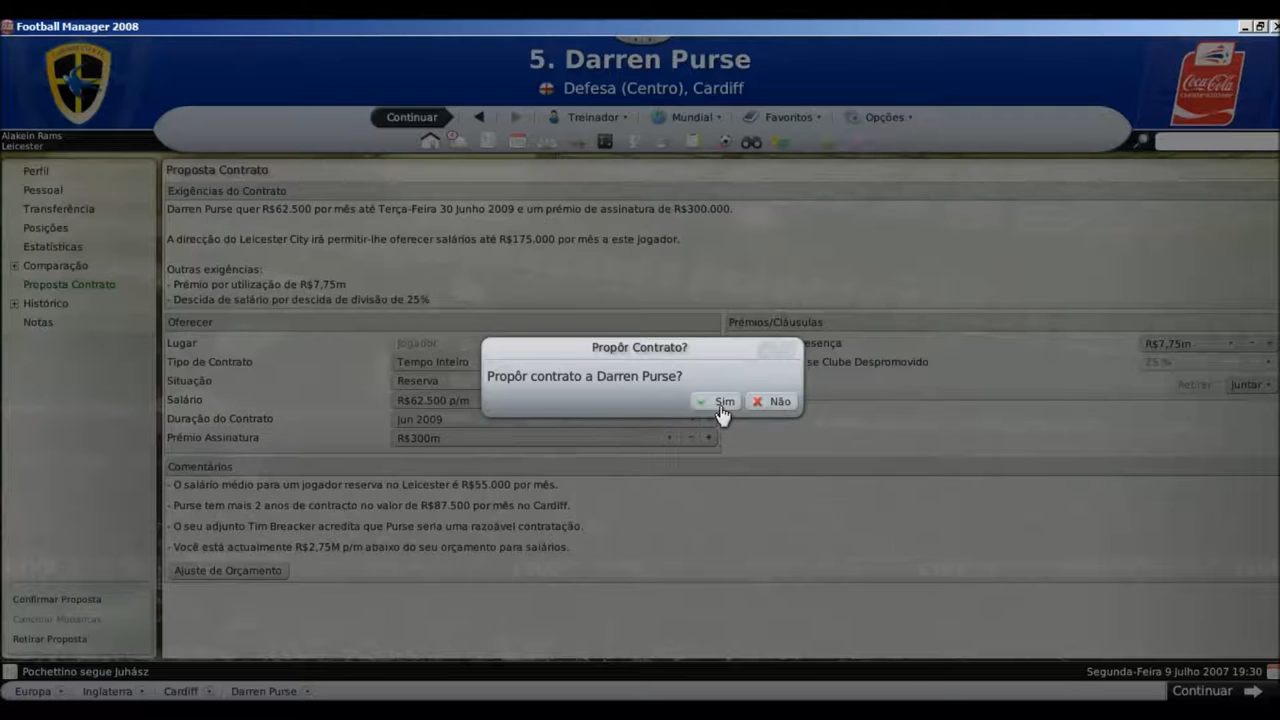 Football Manager 2008
5. Darren Purse
Defesa (Centro), Cardiff
Coca-Cola
Continuar
Treinador
Mundial
Favoritos
Opções
Alakein Rams
Leicester
Perfil
Pessoal
Transferência
Posições
Estatísticas
Comparação
Proposta Contrato
Histórico
Notas
Proposta Contrato
Exigências do Contrato
Darren Purse quer R$62.500 por mês até Terça-Feira 30 Junho 2009 e um prémio de assinatura de R$300.000.
A direcção do Leicester City irá permitir-lhe oferecer salários até R$175.000 por mês a este jogador.
Outras exigências:
- Prémio por utilização de R$7,75m
- Descida de salário por descida de divisão de 25%
Oferecer
Prémios/Cláusulas
Lugar Jogador
Tipo de Contrato Tempo Inteiro
Situação Reserva
Salário R$62.500 p/m
Duração do Contrato Jun 2009
Prémio Assinatura R$300m
esença R$7,75m
se Clube Despromovido 25 %
Retirar Juntar
Propôr Contrato?
Propôr contrato a Darren Purse?
Sim Não
Comentários
- O salário médio para um jogador reserva no Leicester é R$55.000 por mês.
- Purse tem mais 2 anos de contracto no valor de R$87.500 por mês no Cardiff.
- O seu adjunto Tim Breacker acredita que Purse seria uma razoável contratação.
- Você está actualmente R$2,75M p/m abaixo do seu orçamento para salários.
Ajuste de Orçamento
Confirmar Proposta
Cancelar Mudanças
Retirar Proposta
Pochettino segue Juhász
Segunda-Feira 9 Julho 2007 19:30
Europa Inglaterra Cardiff Darren Purse
Continuar